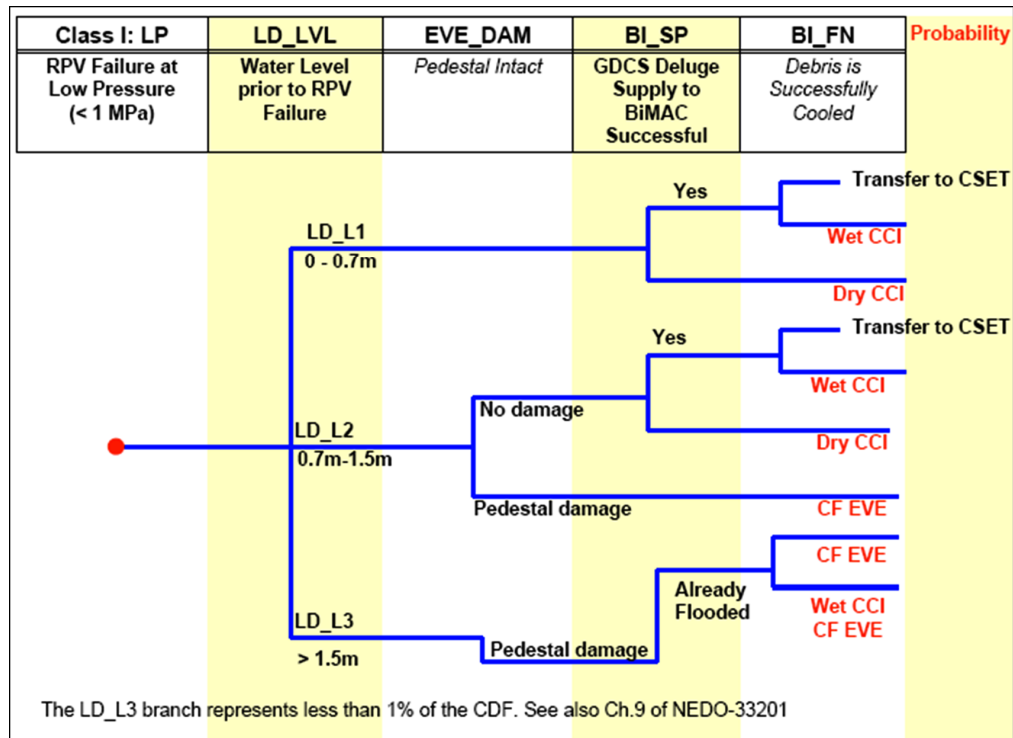 Class I: LP
LD_LVL
EVE_DAM
BI_SP
BI_FN
Probability
RPV Failure at
Low Pressure
(< 1 MPa)
Water Level
prior to RPV
Failure
Pedestal Intact
GDCS Deluge
Supply to
BiMAC
Successful
Debris is
Successfully
Cooled
Transfer to CSET
Yes
Wet CCI
LD_L1
0 - 0.7m
Dry CCI
Transfer to CSET
Yes
Wet CCI
No damage
LD_L2
0.7m-1.5m
Dry CCI
Pedestal damage
CF EVE
CF EVE
Already
Flooded
Wet CCI
CF EVE
LD_L3
> 1.5m
Pedestal damage
The LD_L3 branch represents less than 1% of the CDF. See also Ch.9 of NEDO-33201